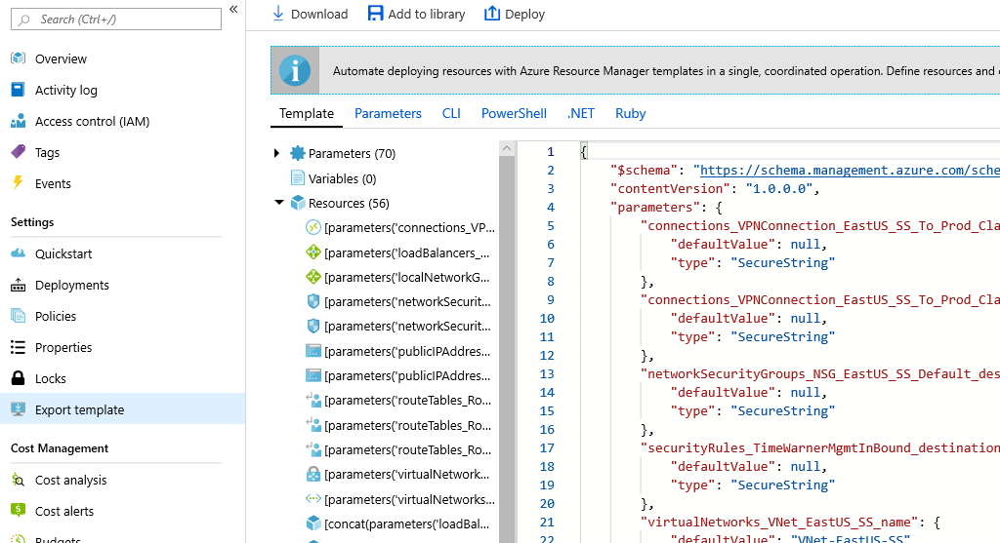 Search (Ctrl+/)
«
Overview
Activity log
Access control (IAM)
Tags
Events
Settings
Quickstart
Deployments
Policies
Properties
Locks
Export template
Cost Management
Cost analysis
Cost alerts
Budgets
Download Add to library Deploy
Automate deploying resources with Azure Resource Manager templates in a single, coordinated operation. Define resources and
Template Parameters CLI PowerShell .NET Ruby
Parameters (70)
Variables (0)
Resources (56)
[parameters('connections_VP...
[parameters('loadBalancers_...
[parameters('localNetworkG...
[parameters('networkSecurit...
[parameters('networkSecurit...
[parameters('publicIPAddres...
[parameters('publicIPAddres...
[parameters('routeTables_Ro...
[parameters('routeTables_Ro...
[parameters('routeTables_Ro...
[parameters('virtualNetwork...
[parameters('virtualNetworks...
[concat(parameters('loadBal...
1 {
2 "$schema": "https://schema.management.azure.com/sche
3 "contentVersion": "1.0.0.0",
4 "parameters": {
5 "connections_VPNConnection_EastUS_SS_To_Prod_Cla
6 "defaultValue": null,
7 "type": "SecureString"
8 },
9 "connections_VPNConnection_EastUS_SS_To_Prod_Cla
10 "defaultValue": null,
11 "type": "SecureString"
12 },
13 "networkSecurityGroups_NSG_EastUS_SS_Default_des
14 "defaultValue": null,
15 "type": "SecureString"
16 },
17 "securityRules_TimeWarnerMgmtInBound_destination
18 "defaultValue": null,
19 "type": "SecureString"
20 },
21 "virtualNetworks_VNet_EastUS_SS_name": {
22 "defaultValue": "VNet-EastUS-SS"